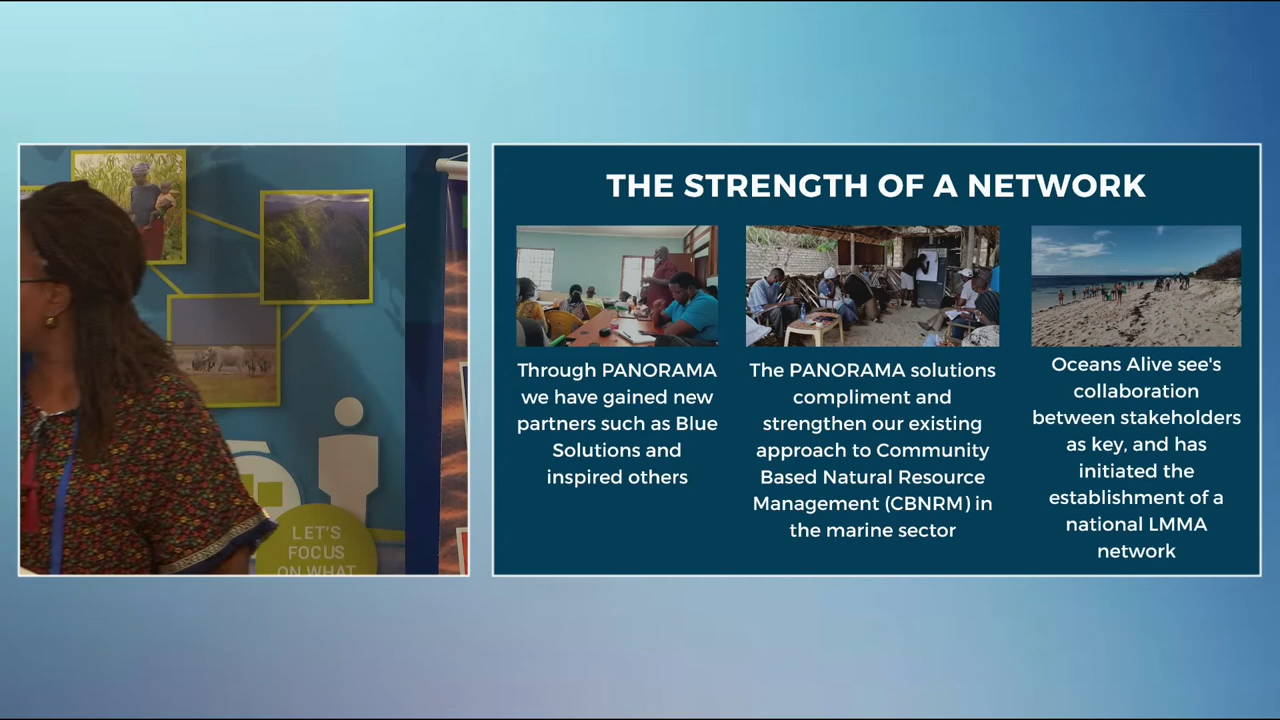 LET'S
FOCUS
ON WHAT
THE STRENGTH OF A NETWORK
Through PANORAMA
we have gained new
partners such as Blue
Solutions and
inspired others
The PANORAMA solutions
compliment and
strengthen our existing
approach to Community
Based Natural Resource
Management (CBNRM) in
the marine sector
Oceans Alive see's
collaboration
between stakeholders
as key, and has
initiated the
establishment of a
national LMMA
network